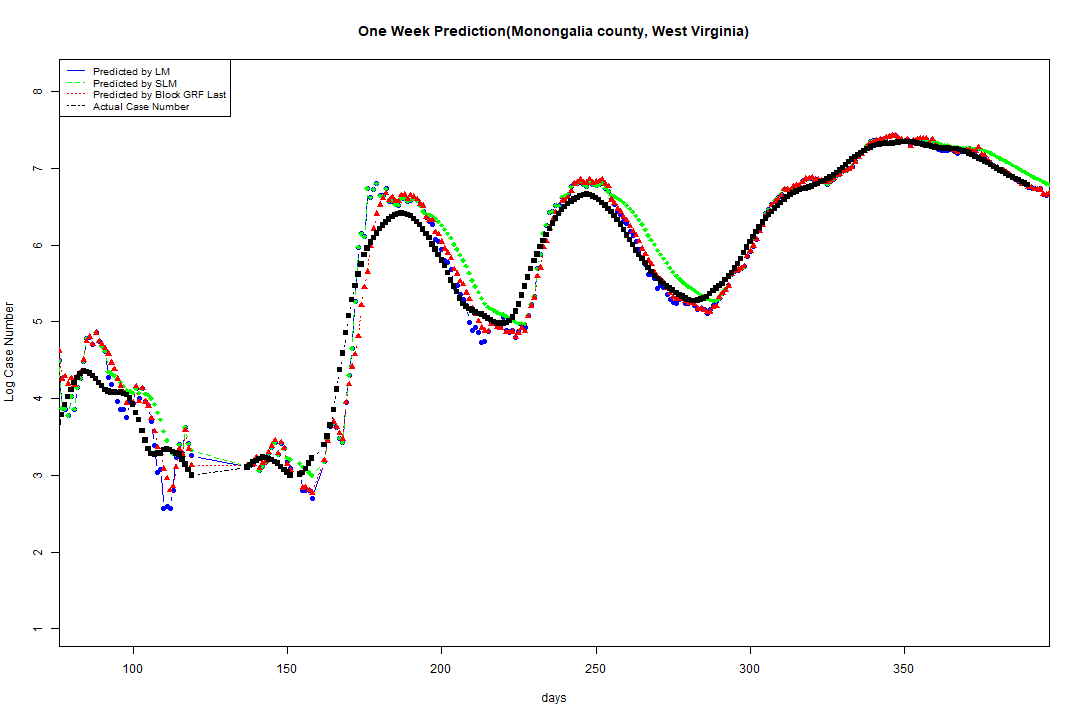 One Week Prediction(Monongalia county, West Virginia)
Predicted by LM
Predicted by SLM
Predicted by Block GRF Last
Actual Case Number
8
7
6
5
4
3
2
1
Log Case Number
100 150 200 250 300 350
days